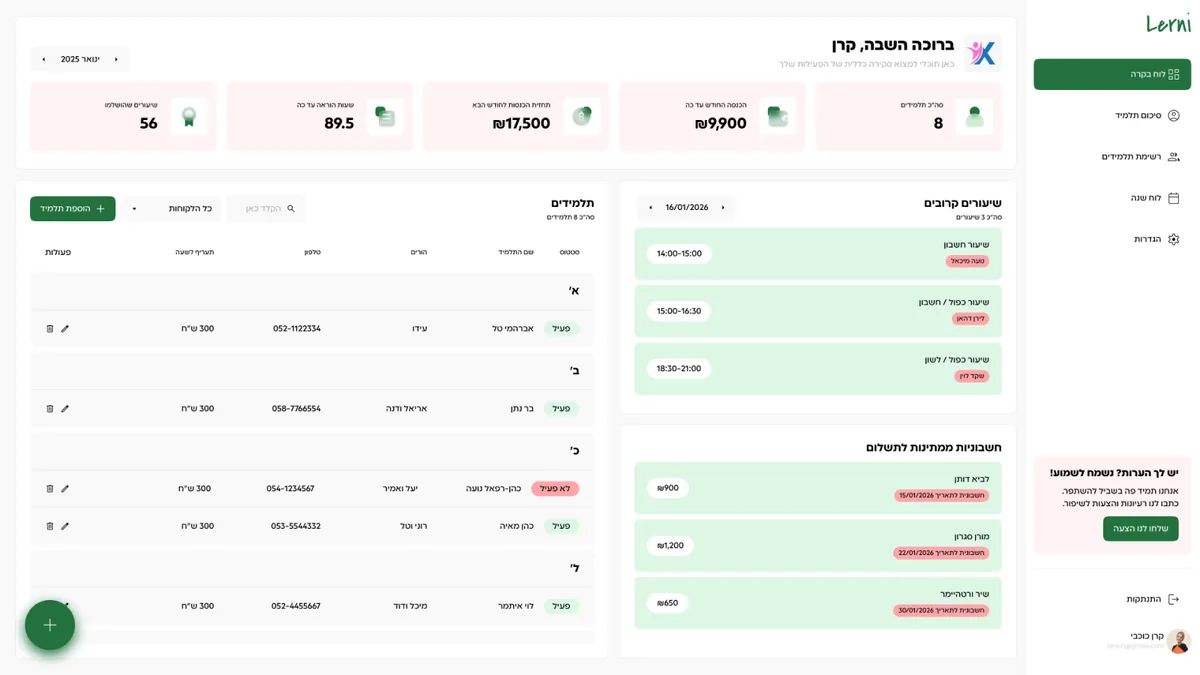 Lerni
לוח בקרה
סיכום תלמיד
רשימת תלמידים
לוח שנה
הגדרות
יש לך הערות? נשמח לשמוע!
אנחנו תמיד פה בשביל להשתפר.
כתבו לנו רעיונות והצעות לשיפור.
שלחו לנו הצעה
התנתקות
קרן כוכבי
ברוכה השבה, קרן
כאן תוכלי למצוא סקירה כללית של הפעילות שלך
ינואר 2025
סה"כ תלמידים
8
הכנסה החודש עד כה
₪9,900
תחזית הכנסות לחודש הבא
₪17,500
שעות הוראה עד כה
89.5
שיעורים שהושלמו
56
שיעורים קרובים
סה"כ 3 שיעורים
16/01/2026
שיעור חשבון
נועה מיכאל
14:00-15:00
שיעור כפול / חשבון
לירן דהאן
15:00-16:30
שיעור כפול / לשון
שקד לוין
18:30-21:00
חשבוניות ממתינות לתשלום
לביא דותן
חשבונית לתאריך 15/01/2026
₪900
מורן סגרון
חשבונית לתאריך 22/01/2026
₪1,200
שיר ורטהיימר
חשבונית לתאריך 30/01/2026
₪650
תלמידים
סה"כ 8 תלמידים
הקלד כאן
כל הלקוחות
הוספת תלמיד
סטטוס שם התלמיד הורים טלפון תעריף לשעה פעולות
א'
פעיל אברהמי טל עידו 052-1122334 300 ש"ח
ב'
פעיל בר נתן אריאל ודנה 058-7766554 300 ש"ח
כ'
לא פעיל כהן-רפאל נועה יעל ואמיר 054-1234567 300 ש"ח
פעיל כהן מאיה רוני וטל 053-5544332 300 ש"ח
ל'
פעיל לוי איתמר מיכל ודוד 052-4455667 300 ש"ח